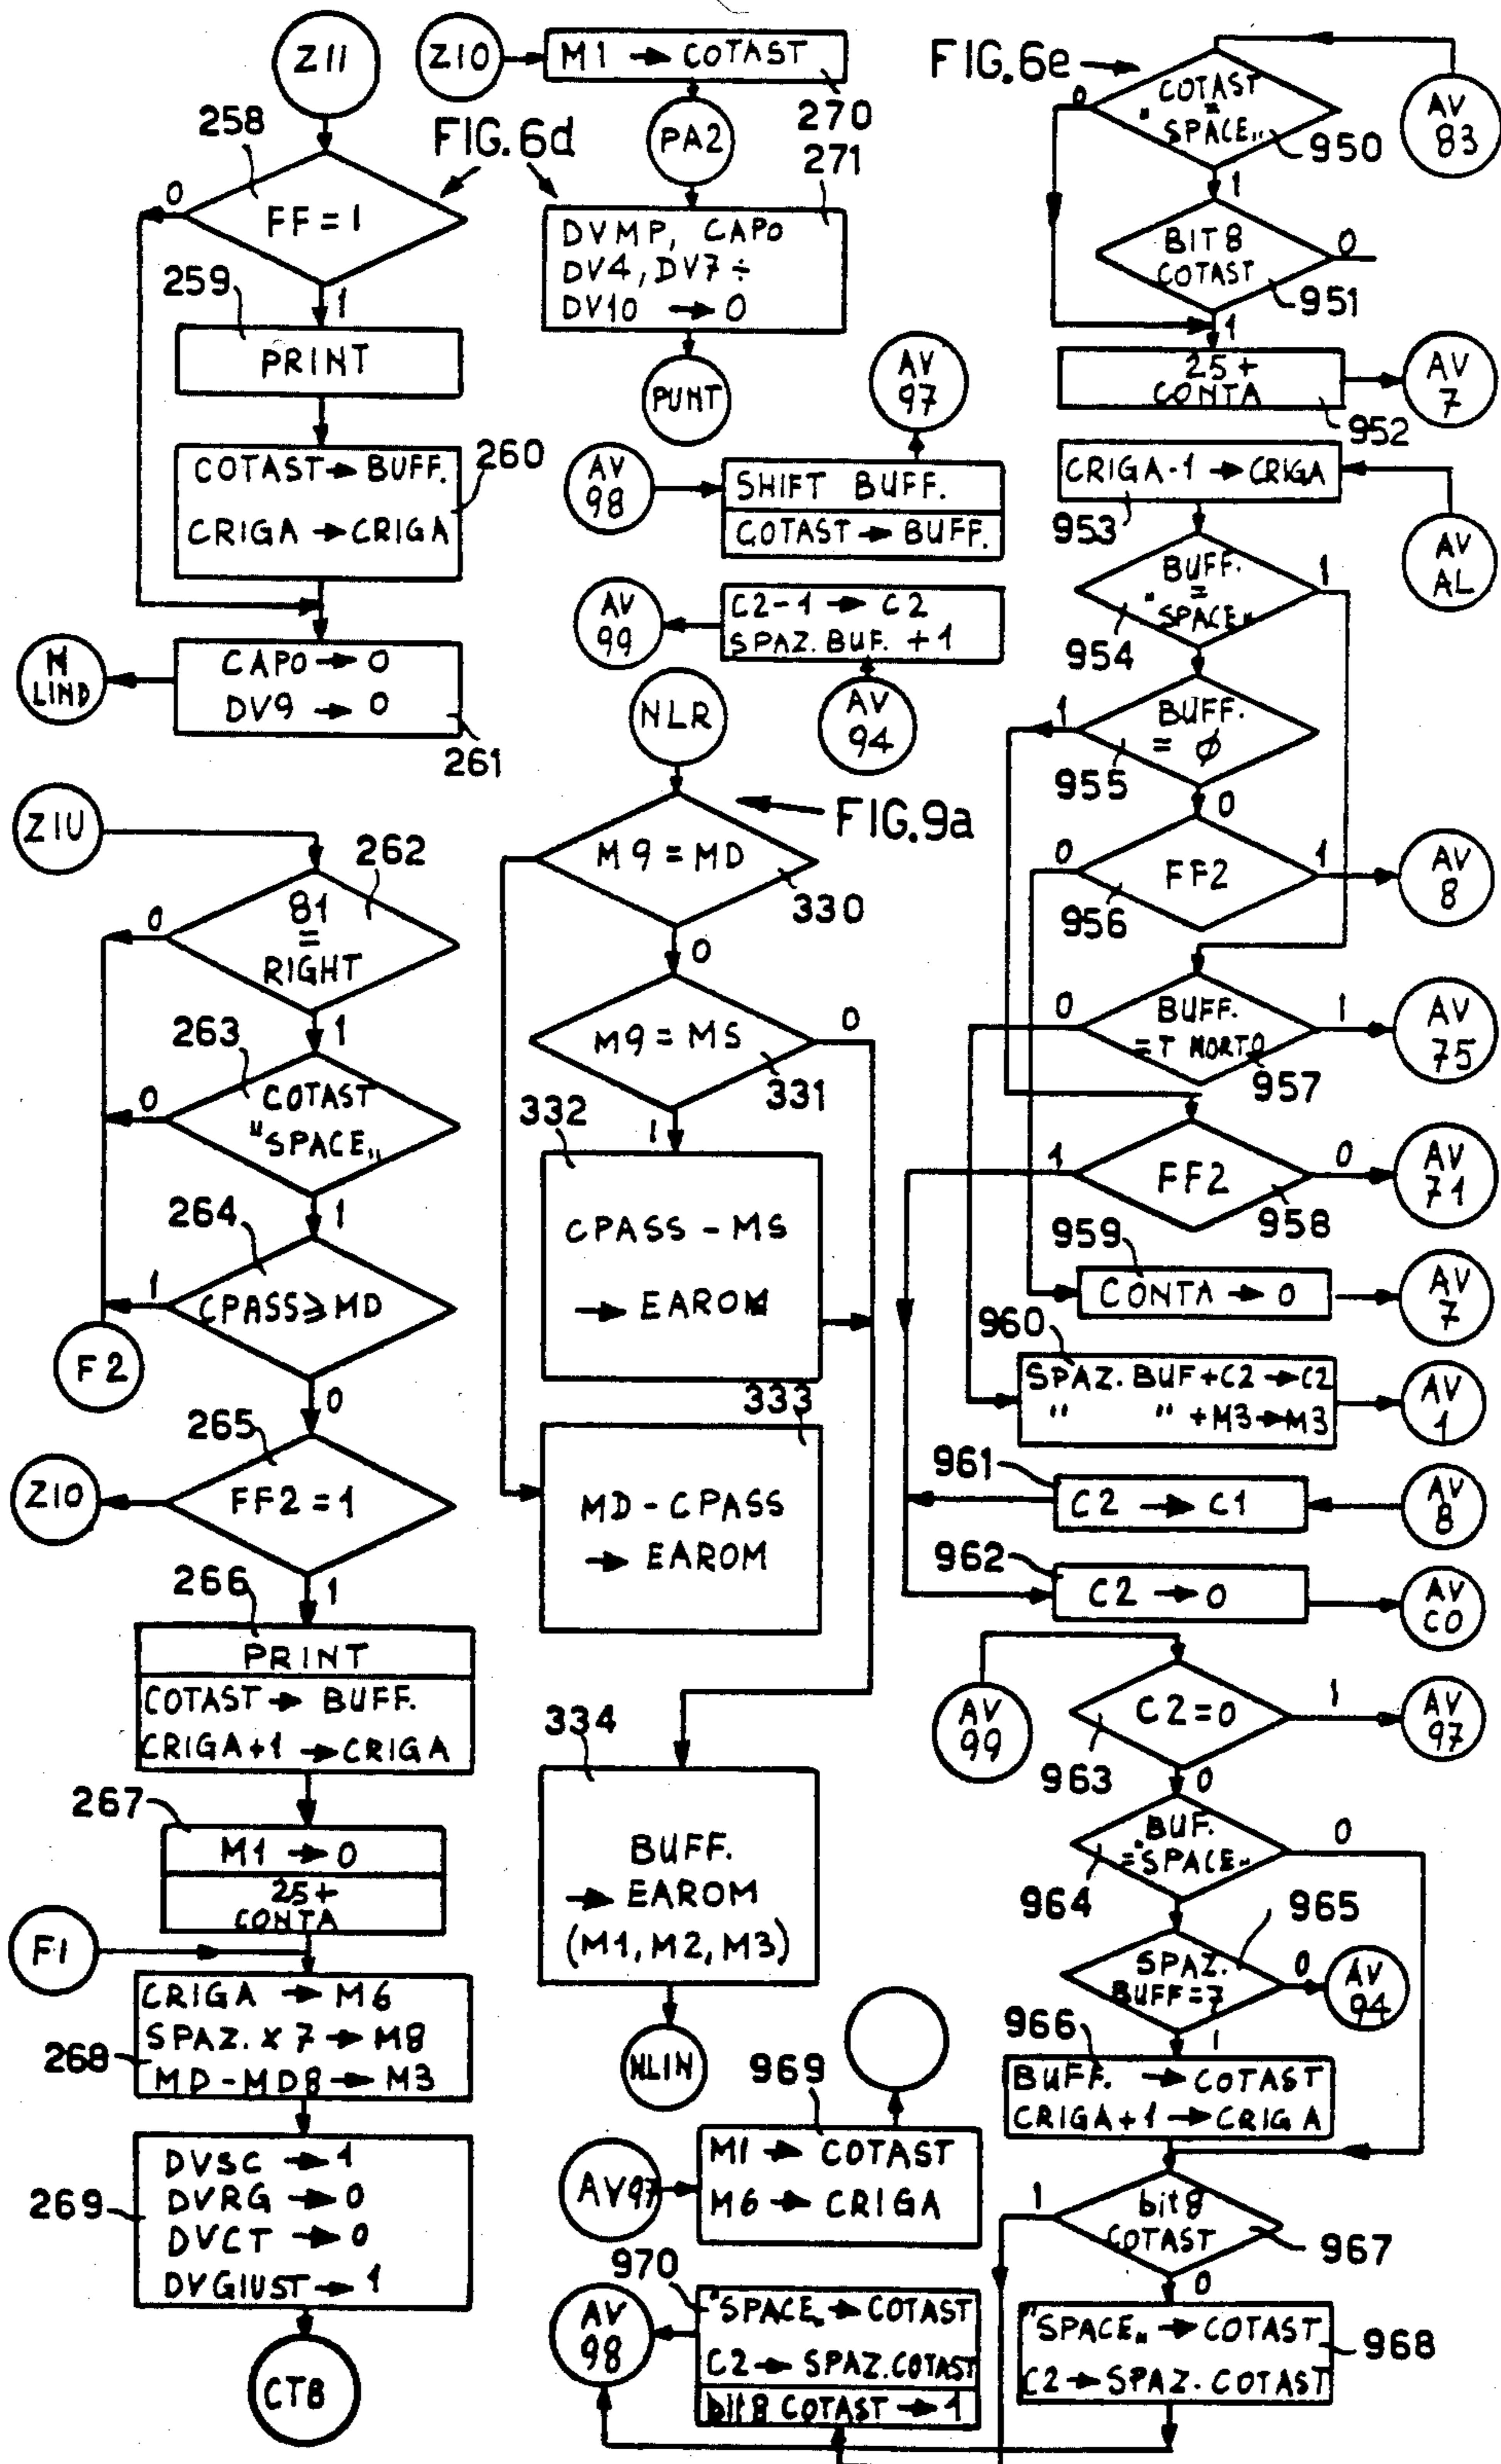 Z11
258
FF = 1
0
1
259
PRINT
COTAST → BUFF.
CRIGA → CRIGA
260
CAPO → 0
DV9 → 0
261
N
LIND
Z1U
262
81
=
RIGHT
0
1
263
COTAST
"SPACE„
0
1
264
CPASS ⩾ MD
1
0
F2
265
FF2 = 1
Z10
1
266
PRINT
COTAST → BUFF.
CRIGA+1 → CRIGA
267
M1 → 0
25+
CONTA
F1
CRIGA → M6
SPAZ. x 7 → M8
MD-MD8 → M3
268
DVSC → 1
DVRG → 0
DVCT → 0
DVGIUST → 1
269
CT8
Z10
M1 → COTAST
270
PA2
FIG.6d
271
DVMP, CAPO
DV4, DV7 ÷
DV10 → 0
PUNT
AV
97
AV
98
SHIFT BUFF.
COTAST → BUFF.
AV
99
C2-1 → C2
SPAZ. BUF. +1
AV
94
NLR
FIG.9a
M9 = MD
330
0
M9 = MS
331
0
1
332
CPASS - MS
→ EAROM
333
MD - CPASS
→ EAROM
334
BUFF.
→ EAROM
(M1, M2, M3)
NLIN
969
M1 → COTAST
M6 → CRIGA
AV97
970
"SPACE„ → COTAST
C2 → SPAZ. COTAST
bit 8 COTAST → 1
AV
98
FIG.6e
COTAST
=
"SPACE„
950
0
1
AV
83
BIT 8
COTAST
951
0
1
25+
CONTA
952
AV
7
CRIGA-1 → CRIGA
953
AV
AL
BUFF.
=
"SPACE„
954
1
BUFF.
= ϕ
955
1
0
FF2
956
0
1
AV
8
BUFF.
= T MORTO
957
0
1
AV
75
FF2
958
1
0
AV
71
959
CONTA → 0
AV
7
960
SPAZ. BUF+C2 → C2
" " +M3 → M3
AV
1
961
C2 → C1
AV
8
962
C2 → 0
AV
CO
AV
99
C2 = 0
963
1
0
AV
97
BUF.
="SPACE„
964
0
965
SPAZ.
BUFF=7
0
1
AV
94
966
BUFF. → COTAST
CRIGA+1 → CRIGA
bit 8
COTAST
967
1
0
"SPACE„ → COTAST
C2 → SPAZ. COTAST
968